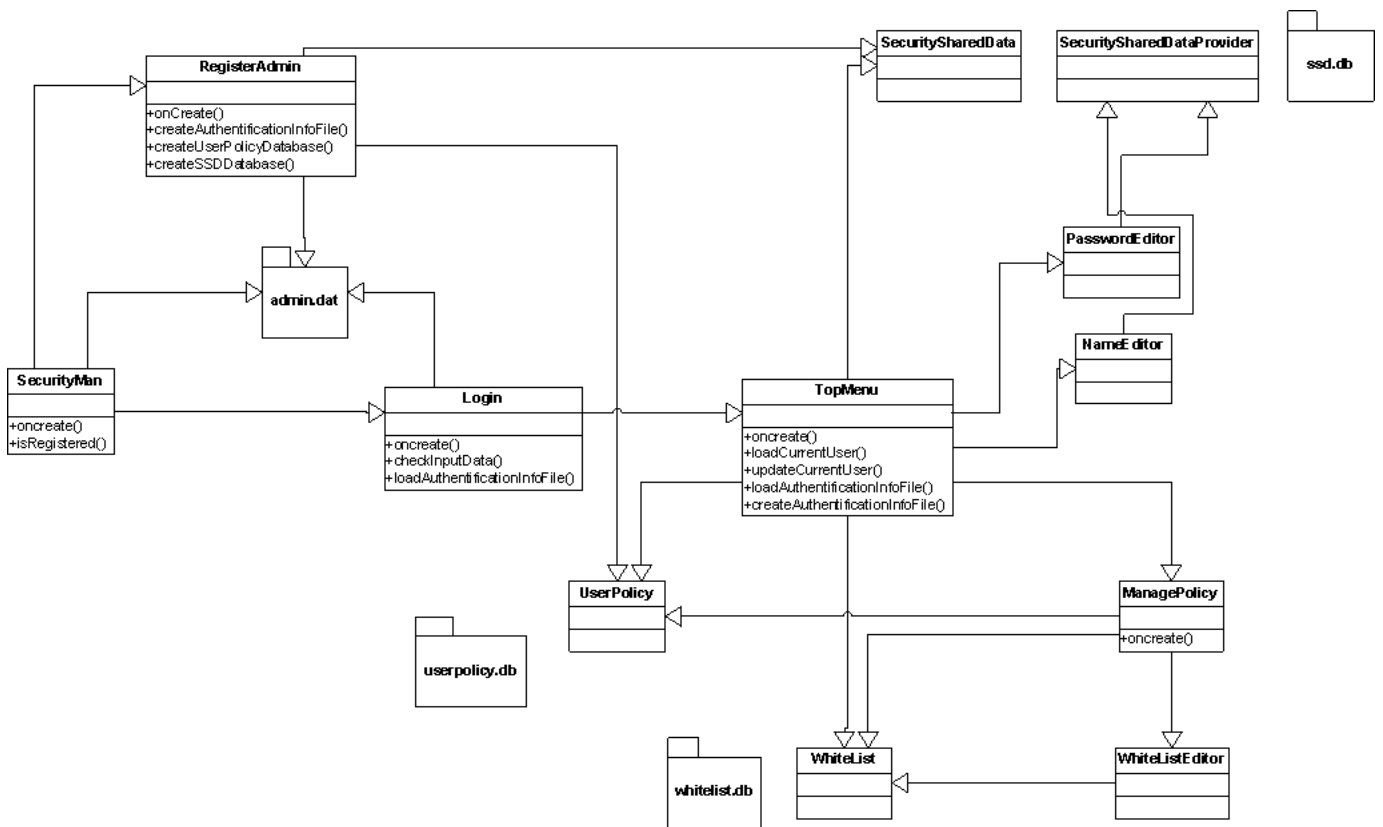 SecuritySharedData
SecuritySharedDataProvider
ssd.db
RegisterAdmin
+onCreate()
+createAuthentificationInfoFile()
+createUserPolicyDatabase()
+createSSDDatabase()
PasswordEditor
admin.dat
NameEditor
SecurityMan
+oncreate()
+isRegistered()
Login
+oncreate()
+checkInputData()
+loadAuthentificationInfoFile()
TopMenu
+oncreate()
+loadCurrentUser()
+updateCurrentUser()
+loadAuthentificationInfoFile()
+createAuthentificationInfoFile()
UserPolicy
ManagePolicy
+oncreate()
userpolicy.db
WhiteList
WhiteListEditor
whitelist.db